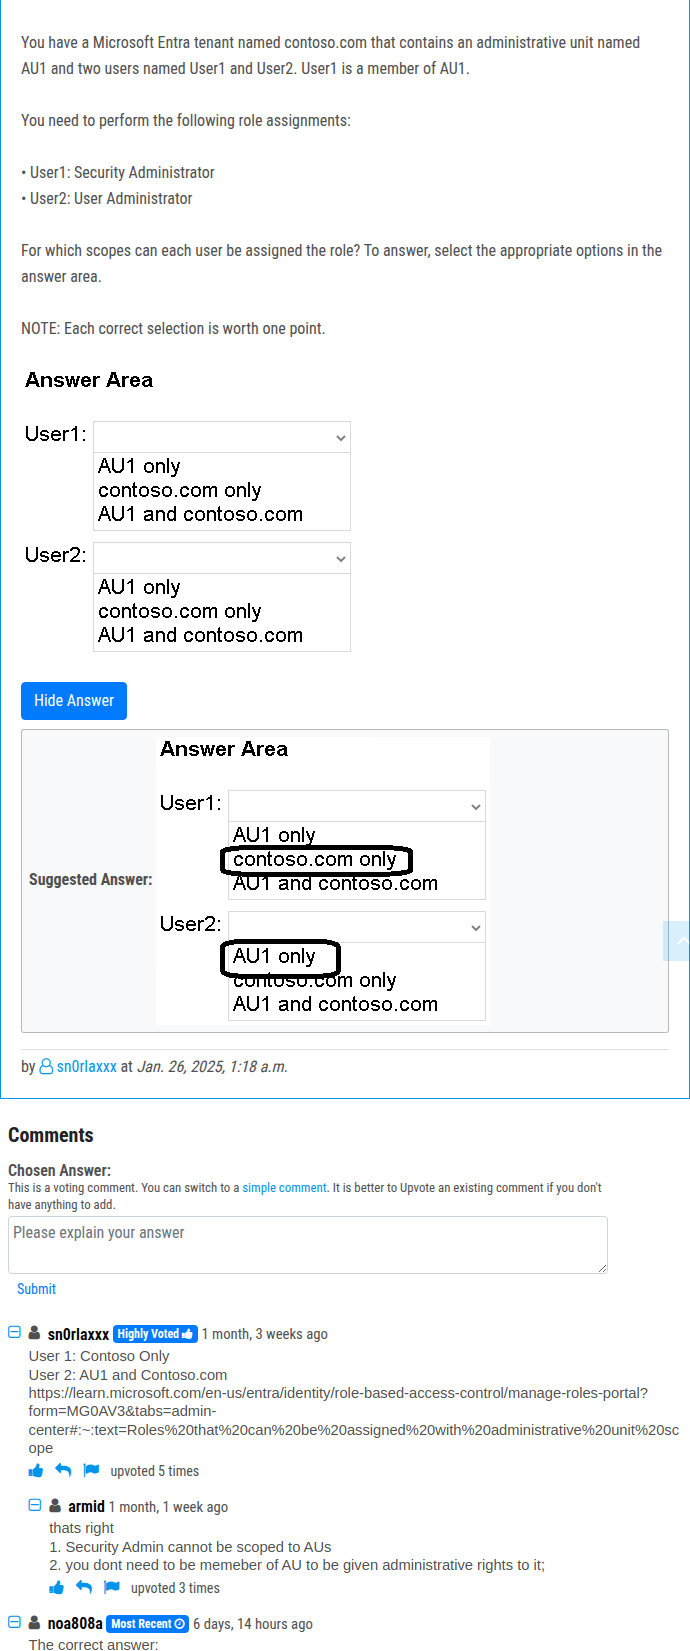 You have a Microsoft Entra tenant named contoso.com that contains an administrative unit named
AU1 and two users named User1 and User2. User1 is a member of AU1.
You need to perform the following role assignments:
• User1: Security Administrator
• User2: User Administrator
For which scopes can each user be assigned the role? To answer, select the appropriate options in the
answer area.
NOTE: Each correct selection is worth one point.
Answer Area
User1:
AU1 only
contoso.com only
AU1 and contoso.com
User2:
AU1 only
contoso.com only
AU1 and contoso.com
Hide Answer
Suggested Answer:
Answer Area
User1:
AU1 only
contoso.com only
AU1 and contoso.com
User2:
AU1 only
contoso.com only
AU1 and contoso.com
by sn0rlaxxx at Jan. 26, 2025, 1:18 a.m.
Comments
Chosen Answer:
This is a voting comment. You can switch to a simple comment. It is better to Upvote an existing comment if you don't
have anything to add.
Please explain your answer
Submit
sn0rlaxxx Highly Voted 1 month, 3 weeks ago
User 1: Contoso Only
User 2: AU1 and Contoso.com
https://learn.microsoft.com/en-us/entra/identity/role-based-access-control/manage-roles-portal?
form=MG0AV3&tabs=admin-
center#:~:text=Roles%20that%20can%20be%20assigned%20with%20administrative%20unit%20sc
ope
upvoted 5 times
armid 1 month, 1 week ago
thats right
1. Security Admin cannot be scoped to AUs
2. you dont need to be memeber of AU to be given administrative rights to it;
upvoted 3 times
noa808a Most Recent 6 days, 14 hours ago
The correct answer: